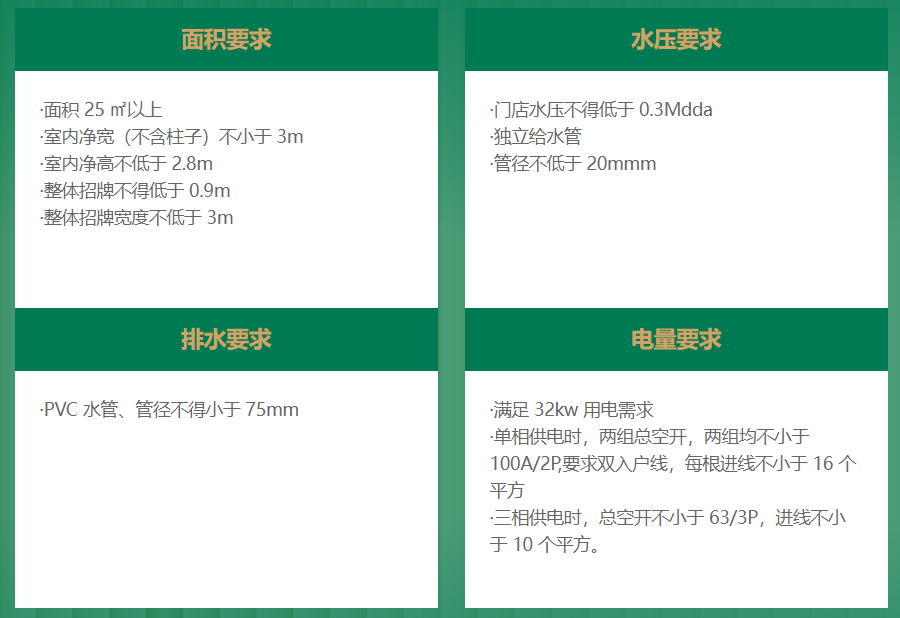 面积要求
·面积 25 ㎡以上
·室内净宽（不含柱子）不小于 3m
·室内净高不低于 2.8m
·整体招牌不得低于 0.9m
·整体招牌宽度不低于 3m
水压要求
·门店水压不得低于 0.3Mdda
·独立给水管
·管径不低于 20mmm
排水要求
·PVC 水管、管径不得小于 75mm
电量要求
·满足 32kw 用电需求
·单相供电时，两组总空开，两组均不小于
100A/2P,要求双入户线，每根进线不小于 16 个
平方
·三相供电时，总空开不小于 63/3P，进线不小
于 10 个平方。